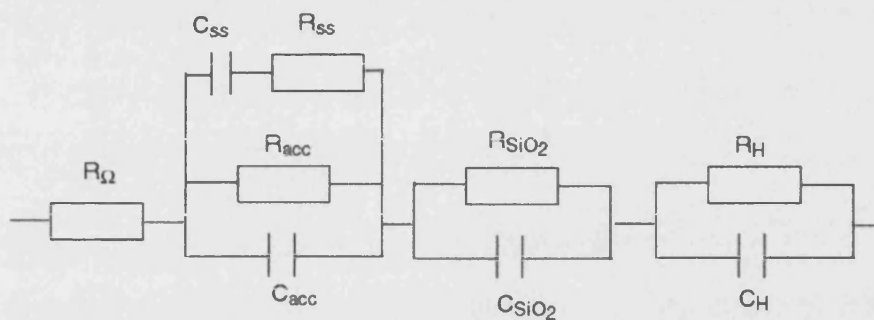 Css Rss
Racc
RΩ
Cacc
RSiO₂
CSiO₂
RH
CH